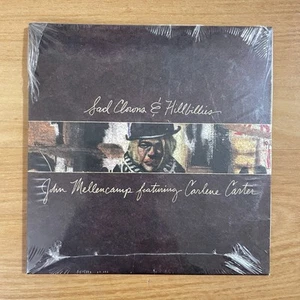 Sad Clowns & Hillbillies
John Mellencamp featuring Carlene Carter